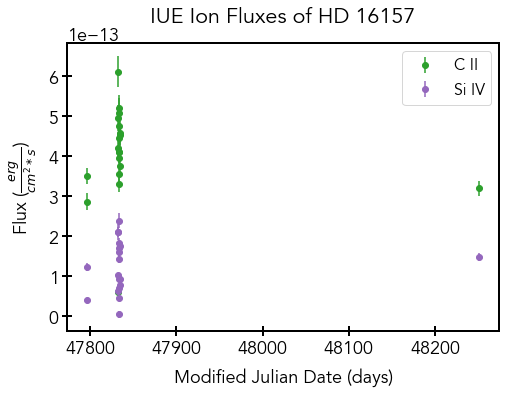 IUE Ion Fluxes of HD 16157
1e−13
C II
Si IV
6
5
4
3
2
1
0
Flux (erg/cm²*s)
47800 47900 48000 48100 48200
Modified Julian Date (days)